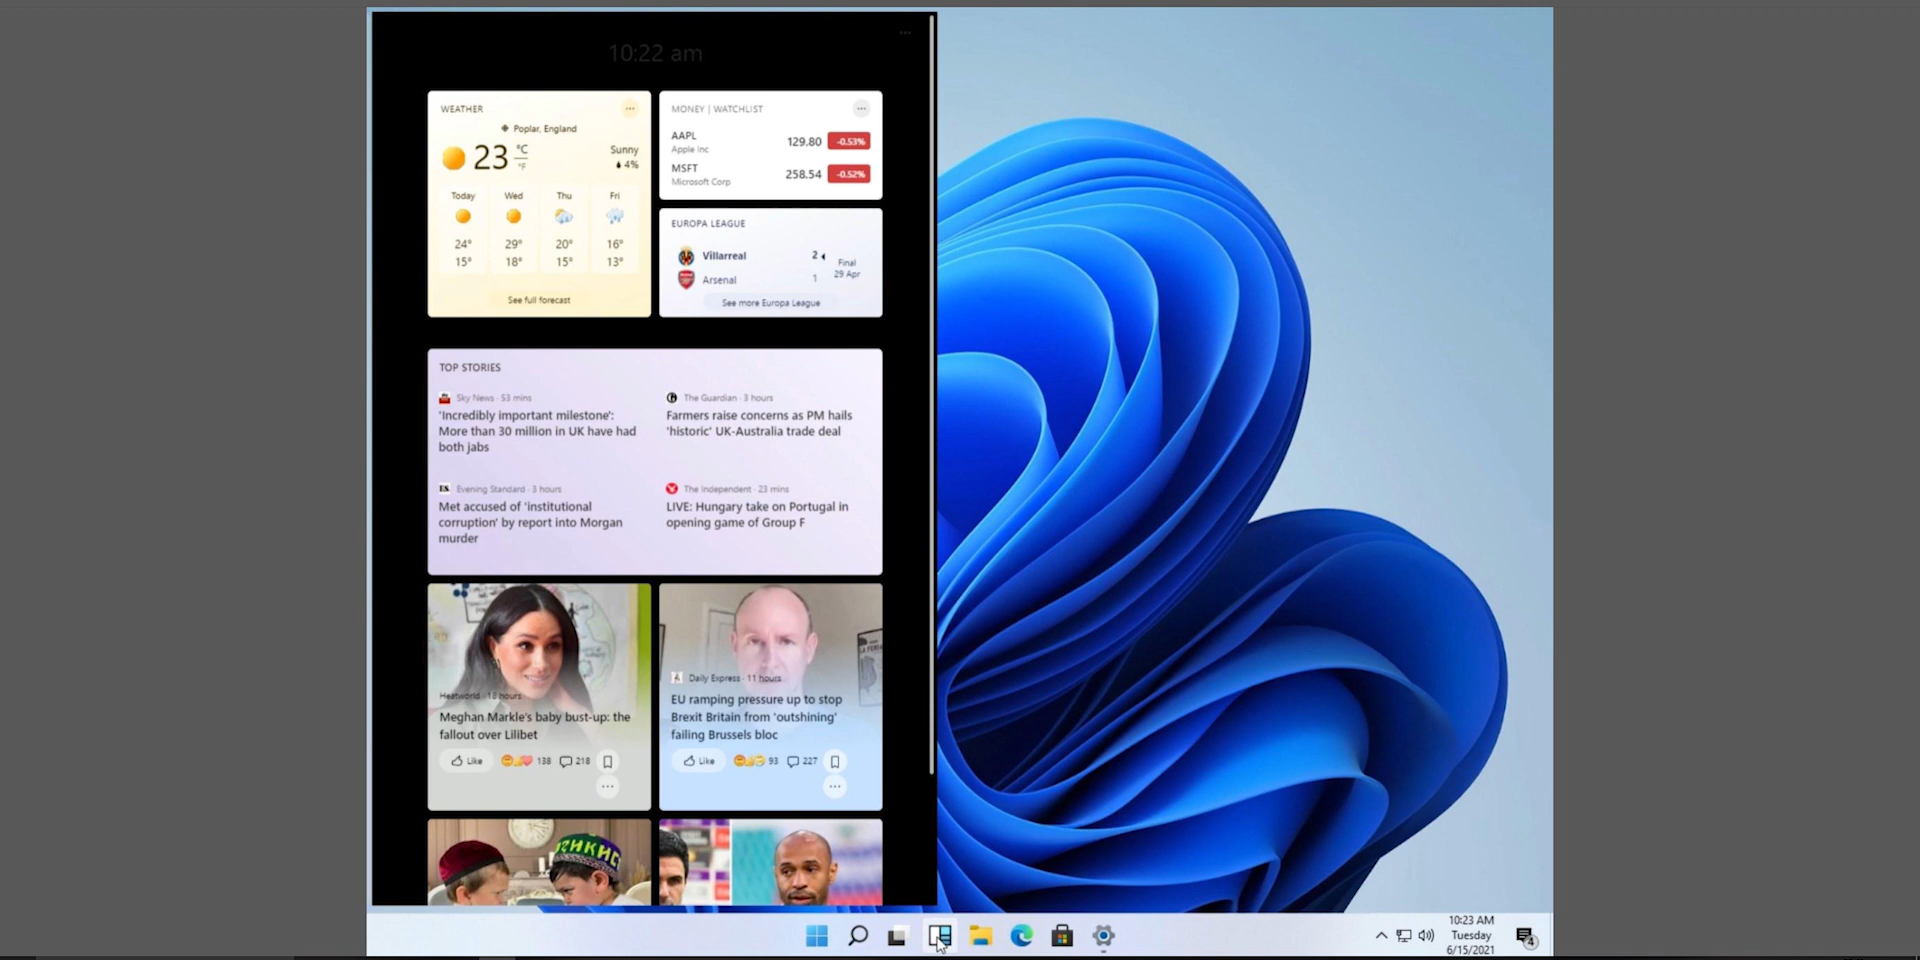 10:22 am
WEATHER
Poplar, England
23 °C
°F
Sunny
4%
Today Wed Thu Fri
24° 29° 20° 16°
15° 18° 15° 13°
See full forecast
MONEY | WATCHLIST
AAPL
Apple Inc
129.80 -0.53%
MSFT
Microsoft Corp
258.54 -0.52%
EUROPA LEAGUE
Villarreal 2
Arsenal 1
Final
29 Apr
See more Europa League
TOP STORIES
Sky News · 53 mins
'Incredibly important milestone':
More than 30 million in UK have had
both jabs
The Guardian · 3 hours
Farmers raise concerns as PM hails
'historic' UK-Australia trade deal
ES Evening Standard · 3 hours
Met accused of 'institutional
corruption' by report into Morgan
murder
The Independent · 23 mins
LIVE: Hungary take on Portugal in
opening game of Group F
Heatworld · 18 hours
Meghan Markle's baby bust-up: the
fallout over Lilibet
Like 138 218
Daily Express · 11 hours
EU ramping pressure up to stop
Brexit Britain from 'outshining'
failing Brussels bloc
Like 93 227
10:23 AM
Tuesday
6/15/2021
4